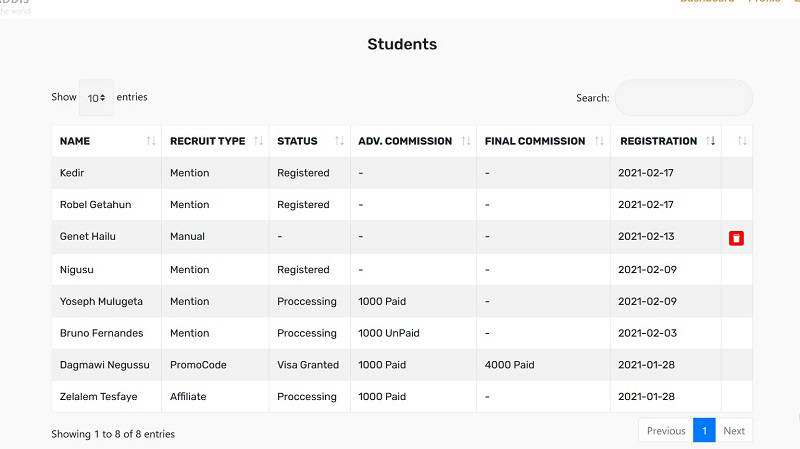 the world
Dashboard Profile
Students
Show 10 entries Search:
NAME RECRUIT TYPE STATUS ADV. COMMISSION FINAL COMMISSION REGISTRATION
Kedir Mention Registered - - 2021-02-17
Robel Getahun Mention Registered - - 2021-02-17
Genet Hailu Manual - - - 2021-02-13
Nigusu Mention Registered - - 2021-02-09
Yoseph Mulugeta Mention Proccessing 1000 Paid - 2021-02-09
Bruno Fernandes Mention Proccessing 1000 UnPaid - 2021-02-03
Dagmawi Negussu PromoCode Visa Granted 1000 Paid 4000 Paid 2021-01-28
Zelalem Tesfaye Affiliate Proccessing 1000 Paid - 2021-01-28
Showing 1 to 8 of 8 entries Previous 1 Next